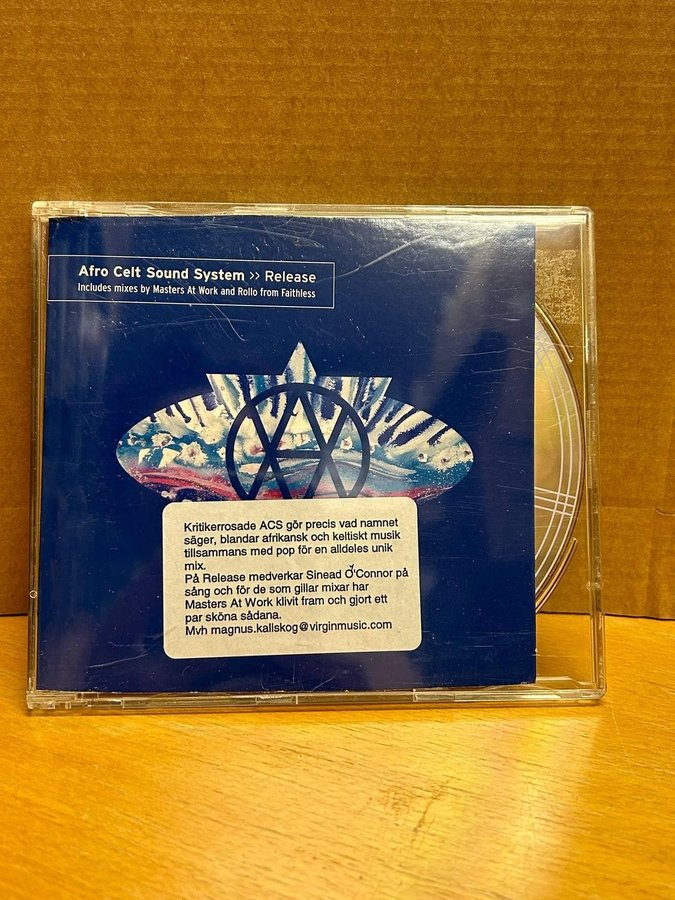 Afro Celt Sound System >> Release
Includes mixes by Masters At Work and Rollo from Faithless
Kritikerrosade ACS gör precis vad namnet
säger, blandar afrikansk och keltiskt musik
tillsammans med pop för en alldeles unik
mix.
På Release medverkar Sinead O'Connor på
sång och för de som gillar mixar har
Masters At Work klivit fram och gjort ett
par sköna sådana.
Mvh magnus.kallskog@virginmusic.com